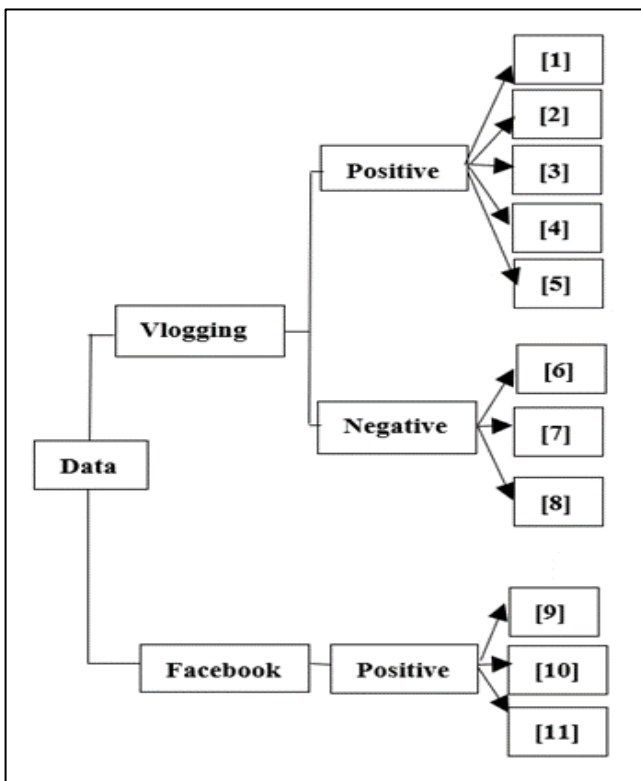 [1]
[2]
Positive
[3]
[4]
[5]
Vlogging
[6]
Negative
[7]
Data
[8]
[9]
Facebook
Positive
[10]
[11]